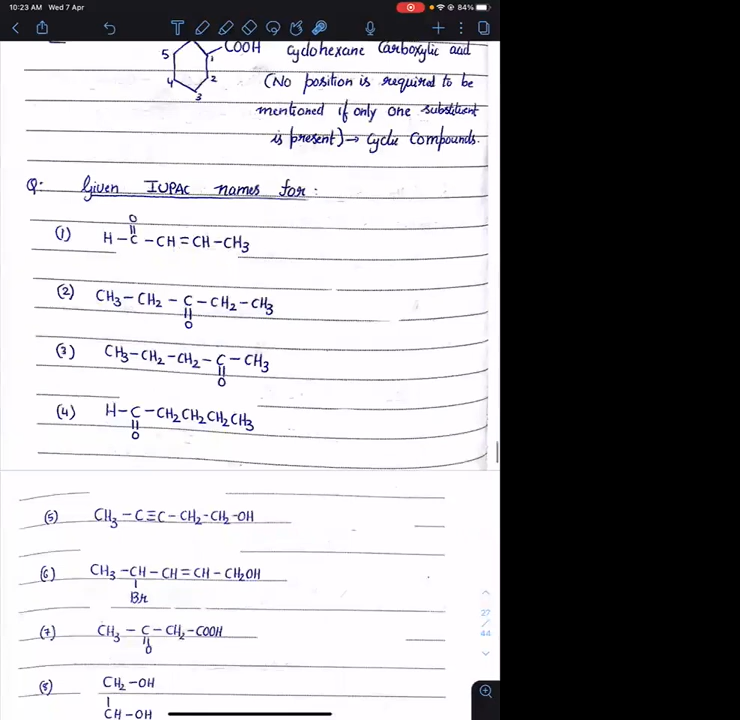 10:23 AM Wed 7 Apr
84%
COOH
Cyclohexane Carboxylic acid
5
1
4
2
3
(No position is required to be
mentioned if only one substituent
is present) → Cyclic Compounds.
Q. Given IUPAC names for:
(1) H-C-CH=CH-CH3
O
(2) CH3-CH2-C-CH2-CH3
O
(3) CH3-CH2-CH2-C-CH3
O
(4) H-C-CH2CH2CH2CH3
O
(5) CH3-C≡C-CH2-CH2-OH
(6) CH3-CH-CH=CH-CH2OH
Br
(7) CH3-C-CH2-COOH
O
(8) CH2-OH
CH-OH
27
/
44